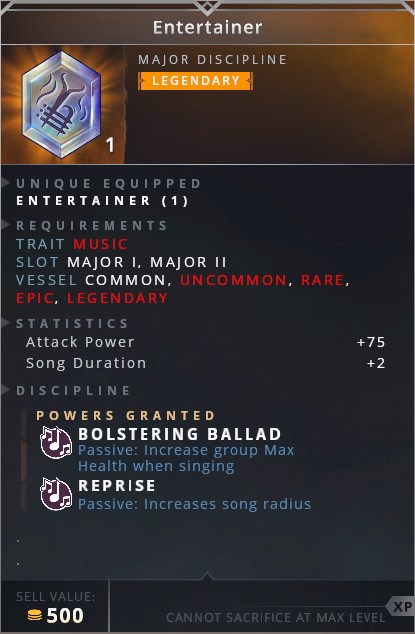 Entertainer
MAJOR DISCIPLINE
LEGENDARY
1
UNIQUE EQUIPPED
ENTERTAINER (1)
REQUIREMENTS
TRAIT MUSIC
SLOT MAJOR I, MAJOR II
VESSEL COMMON, UNCOMMON, RARE,
EPIC, LEGENDARY
STATISTICS
Attack Power +75
Song Duration +2
DISCIPLINE
POWERS GRANTED
BOLSTERING BALLAD
Passive: Increase group Max
Health when singing
REPRISE
Passive: Increases song radius
.
.
SELL VALUE:
500
XP
CANNOT SACRIFICE AT MAX LEVEL